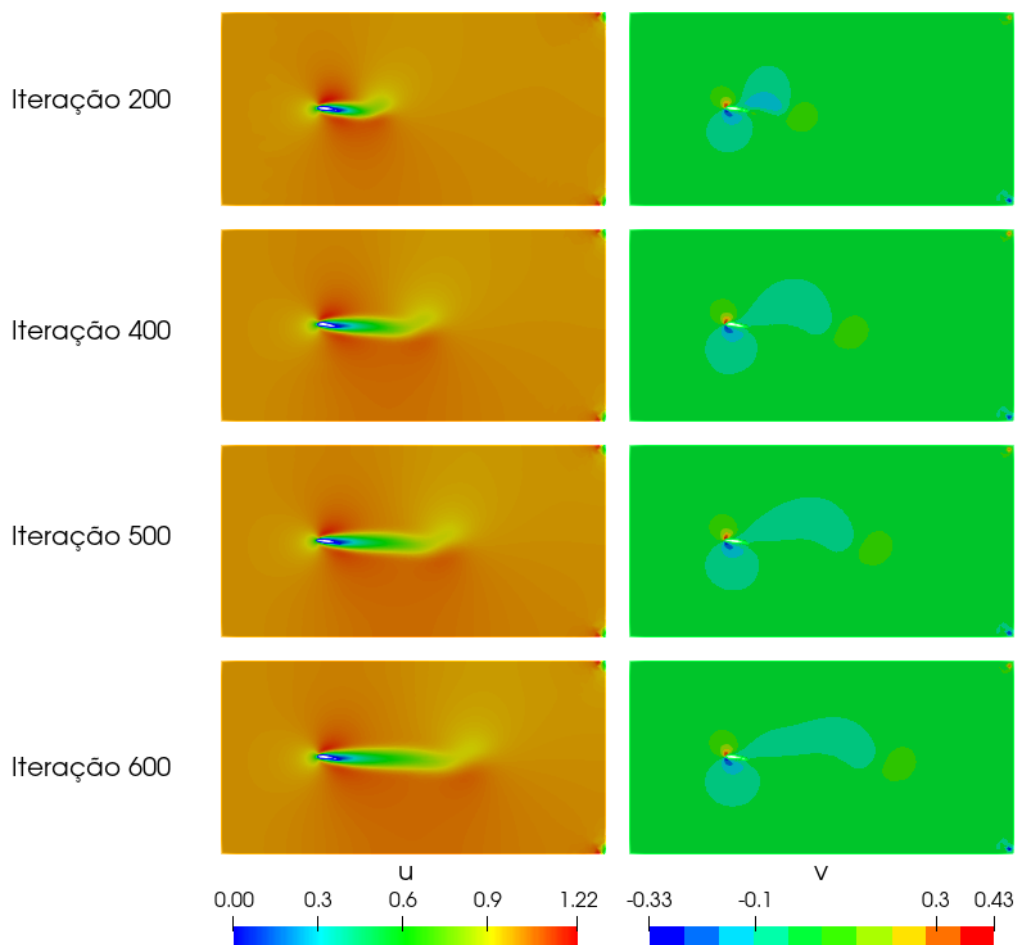 Iteração 200
Iteração 400
Iteração 500
Iteração 600
u
v
0.00 0.3 0.6 0.9 1.22
-0.33 -0.1 0.3 0.43